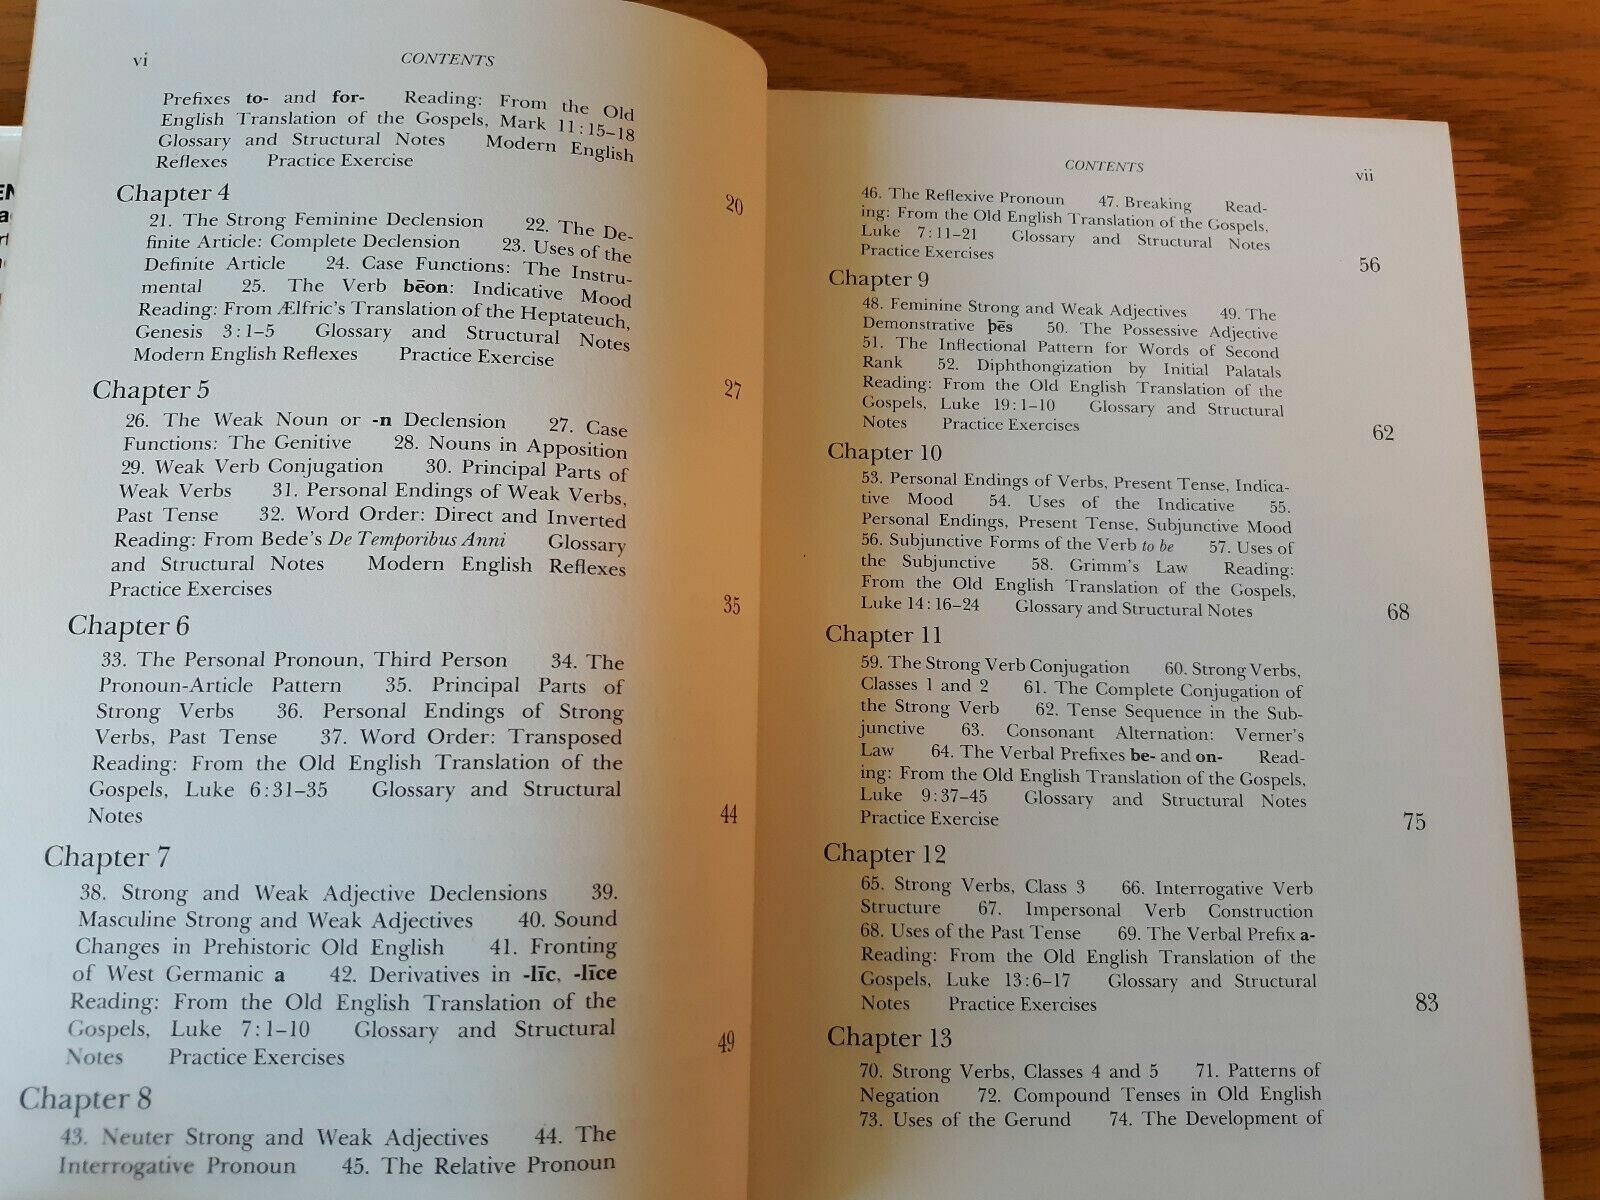 vi
CONTENTS
Prefixes to- and for- Reading: From the Old
English Translation of the Gospels, Mark 11:15–18
Glossary and Structural Notes Modern English
Reflexes Practice Exercise
20
Chapter 4
21. The Strong Feminine Declension 22. The De-
finite Article: Complete Declension 23. Uses of the
Definite Article 24. Case Functions: The Instru-
mental 25. The Verb bēon: Indicative Mood
Reading: From Ælfric's Translation of the Heptateuch,
Genesis 3:1–5 Glossary and Structural Notes
Modern English Reflexes Practice Exercise
27
Chapter 5
26. The Weak Noun or -n Declension 27. Case
Functions: The Genitive 28. Nouns in Apposition
29. Weak Verb Conjugation 30. Principal Parts of
Weak Verbs 31. Personal Endings of Weak Verbs,
Past Tense 32. Word Order: Direct and Inverted
Reading: From Bede's De Temporibus Anni Glossary
and Structural Notes Modern English Reflexes
Practice Exercises
35
Chapter 6
33. The Personal Pronoun, Third Person 34. The
Pronoun-Article Pattern 35. Principal Parts of
Strong Verbs 36. Personal Endings of Strong
Verbs, Past Tense 37. Word Order: Transposed
Reading: From the Old English Translation of the
Gospels, Luke 6:31–35 Glossary and Structural
Notes
44
Chapter 7
38. Strong and Weak Adjective Declensions 39.
Masculine Strong and Weak Adjectives 40. Sound
Changes in Prehistoric Old English 41. Fronting
of West Germanic a 42. Derivatives in -līc, -līce
Reading: From the Old English Translation of the
Gospels, Luke 7:1–10 Glossary and Structural
Notes Practice Exercises
49
Chapter 8
43. Neuter Strong and Weak Adjectives 44. The
Interrogative Pronoun 45. The Relative Pronoun
CONTENTS
vii
46. The Reflexive Pronoun 47. Breaking Read-
ing: From the Old English Translation of the Gospels,
Luke 7:11–21 Glossary and Structural Notes
Practice Exercises
56
Chapter 9
48. Feminine Strong and Weak Adjectives 49. The
Demonstrative þēs 50. The Possessive Adjective
51. The Inflectional Pattern for Words of Second
Rank 52. Diphthongization by Initial Palatals
Reading: From the Old English Translation of the
Gospels, Luke 19:1–10 Glossary and Structural
Notes Practice Exercises
62
Chapter 10
53. Personal Endings of Verbs, Present Tense, Indica-
tive Mood 54. Uses of the Indicative 55.
Personal Endings, Present Tense, Subjunctive Mood
56. Subjunctive Forms of the Verb to be 57. Uses of
the Subjunctive 58. Grimm's Law Reading:
From the Old English Translation of the Gospels,
Luke 14:16–24 Glossary and Structural Notes
68
Chapter 11
59. The Strong Verb Conjugation 60. Strong Verbs,
Classes 1 and 2 61. The Complete Conjugation of
the Strong Verb 62. Tense Sequence in the Sub-
junctive 63. Consonant Alternation: Verner's
Law 64. The Verbal Prefixes be- and on- Read-
ing: From the Old English Translation of the Gospels,
Luke 9:37–45 Glossary and Structural Notes
Practice Exercise
75
Chapter 12
65. Strong Verbs, Class 3 66. Interrogative Verb
Structure 67. Impersonal Verb Construction
68. Uses of the Past Tense 69. The Verbal Prefix a-
Reading: From the Old English Translation of the
Gospels, Luke 13:6–17 Glossary and Structural
Notes Practice Exercises
83
Chapter 13
70. Strong Verbs, Classes 4 and 5 71. Patterns of
Negation 72. Compound Tenses in Old English
73. Uses of the Gerund 74. The Development of